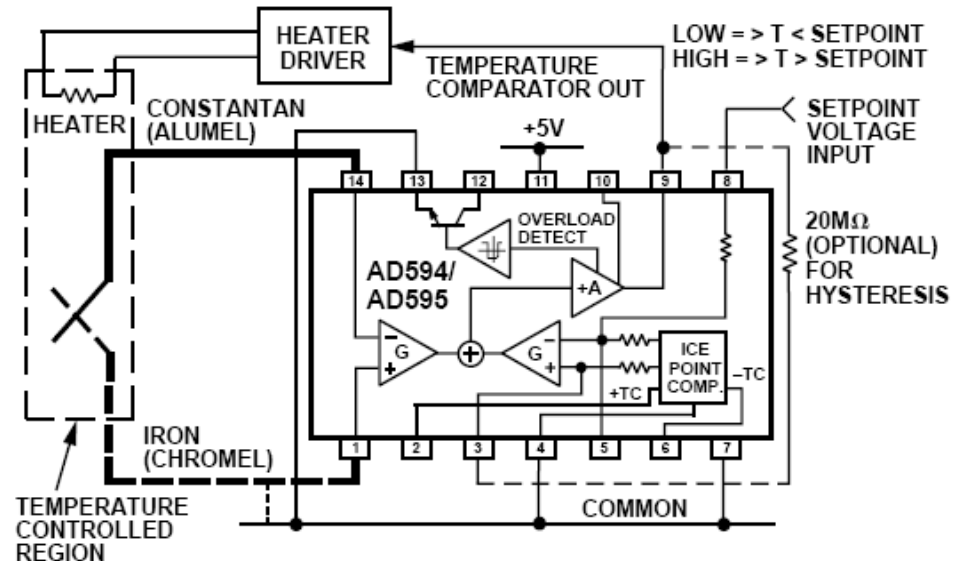 HEATER
DRIVER
LOW = > T < SETPOINT
HIGH = > T > SETPOINT
TEMPERATURE
COMPARATOR OUT
SETPOINT
VOLTAGE
INPUT
HEATER
CONSTANTAN
(ALUMEL)
+5V
14
13
12
11
10
9
8
OVERLOAD
DETECT
20MΩ
(OPTIONAL)
FOR
HYSTERESIS
AD594/
AD595
+A
–
G
+
+
–
G
+
ICE
POINT
COMP.
+TC
–TC
IRON
(CHROMEL)
1
2
3
4
5
6
7
COMMON
TEMPERATURE
CONTROLLED
REGION